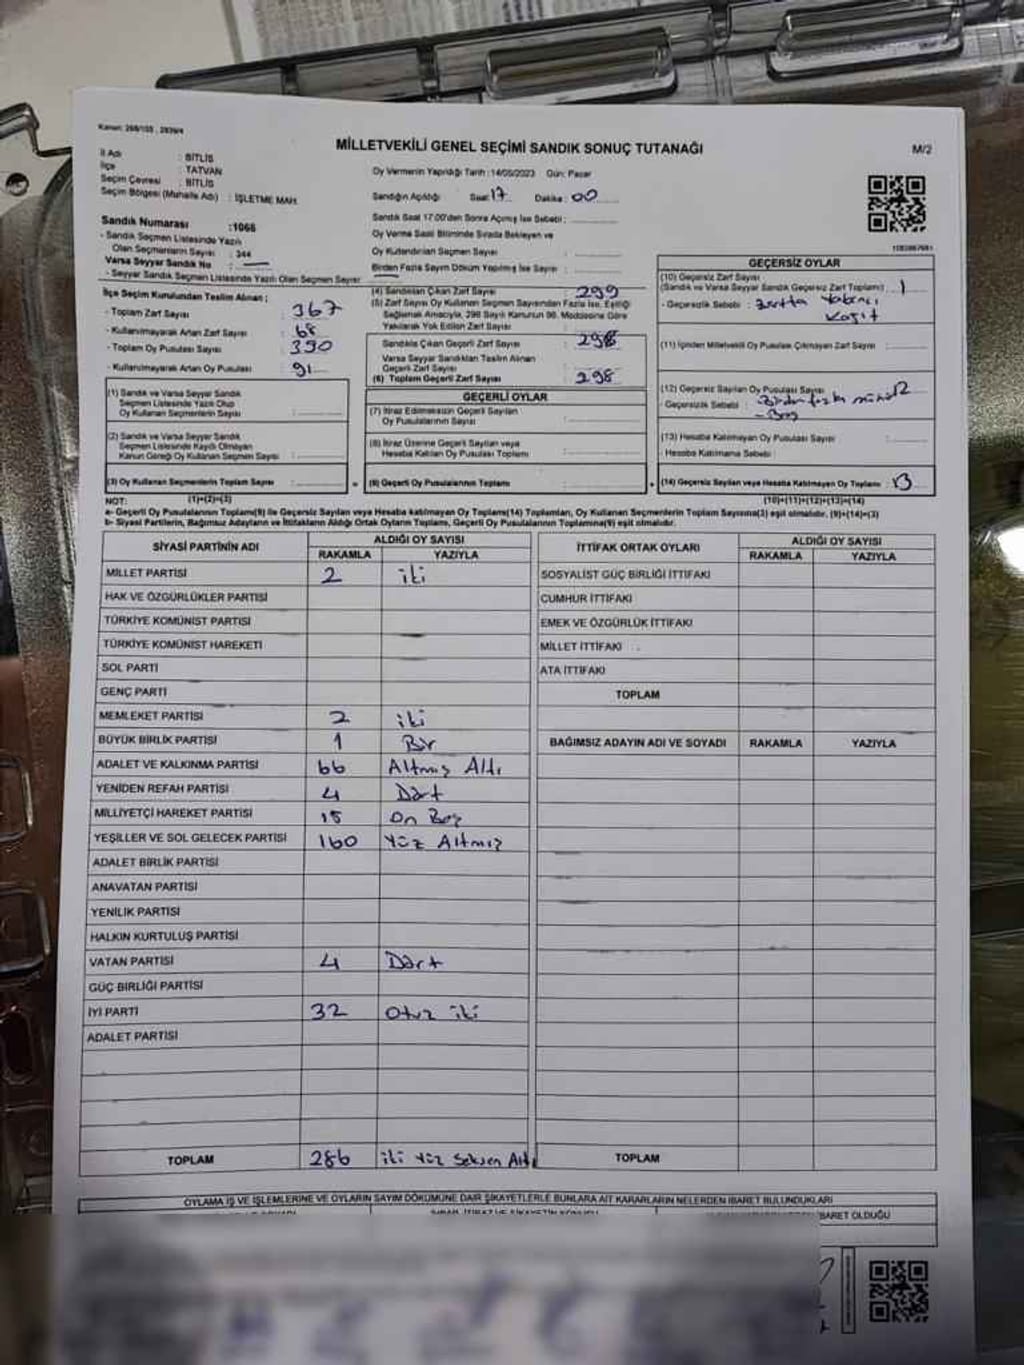 Kanun: 298/105 , 2839/4
MİLLETVEKİLİ GENEL SEÇİMİ SANDIK SONUÇ TUTANAĞI
M/2
İl Adı : BİTLİS
İlçe : TATVAN
Seçim Çevresi : BİTLİS
Seçim Bölgesi (Mahalle Adı) : İŞLETME MAH.
Oy Vermenin Yapıldığı Tarih : 14/05/2023 Gün: Pazar
Sandığın Açıldığı Saat: 17 Dakika : 00
Sandık Saat 17:00'den Sonra Açılmış İse Sebebi :
Oy Verme Saati Bitiminde Sırada Bekleyen ve
Oy Kullandırılan Seçmen Sayısı :
Birden Fazla Sayım Döküm Yapılmış İse Sayısı :
Sandık Numarası : 1068
- Sandık Seçmen Listesinde Yazılı
Olan Seçmenlerin Sayısı : 344
Varsa Seyyar Sandık No :
- Seyyar Sandık Seçmen Listesinde Yazılı Olan Seçmen Sayısı
İlçe Seçim Kurulundan Teslim Alınan ;
- Toplam Zarf Sayısı : 367
- Kullanılmayarak Artan Zarf Sayısı : 68
- Toplam Oy Pusulası Sayısı : 390
- Kullanılmayarak Artan Oy Pusulası : 91
(1) Sandık ve Varsa Seyyar Sandık
Seçmen Listesinde Yazılı Olup
Oy Kullanan Seçmenlerin Sayısı :
(2) Sandık ve Varsa Seyyar Sandık
Seçmen Listesinde Kaydı Olmayan
Kanun Gereği Oy Kullanan Seçmen Sayısı :
(3) Oy Kullanan Seçmenlerin Toplam Sayısı :
(4) Sandıktan Çıkan Zarf Sayısı : 299
(5) Zarf Sayısı Oy Kullanan Seçmen Sayısından Fazla İse, Eşitliği
Sağlamak Amacıyla, 298 Sayılı Kanunun 98. Maddesine Göre
Yakılarak Yok Edilen Zarf Sayısı :
Sandıkta Çıkan Geçerli Zarf Sayısı : 298
Varsa Seyyar Sandıktan Teslim Alınan
Geçerli Zarf Sayısı :
(6) Toplam Geçerli Zarf Sayısı : 298
GEÇERLİ OYLAR
(7) İtiraz Edilmeksizin Geçerli Sayılan
Oy Pusulalarının Sayısı :
(8) İtiraz Üzerine Geçerli Sayılan veya
Hesaba Katılan Oy Pusulası Toplamı :
(9) Geçerli Oy Pusulalarının Toplamı :
GEÇERSİZ OYLAR
(10) Geçersiz Zarf Sayısı
(Sandık ve Varsa Seyyar Sandık Geçersiz Zarf Toplamı) : 1
- Geçersizlik Sebebi : zarfta Yabancı
Kağıt
(11) İçinden Milletvekili Oy Pusulası Çıkmayan Zarf Sayısı :
(12) Geçersiz Sayılan Oy Pusulası Sayısı : 12
- Geçersizlik Sebebi : Birden fazla mühür
- Boş
(13) Hesaba Katılmayan Oy Pusulası Sayısı :
- Hesaba Katılmama Sebebi :
(14) Geçersiz Sayılan veya Hesaba Katılmayan Oy Toplamı : 13
NOT: (1)+(2)=(3) (10)+(11)+(12)+(13)=(14)
a- Geçerli Oy Pusulalarının Toplamı(9) ile Geçersiz Sayılan veya Hesaba katılmayan Oy Toplamı(14) Toplamları, Oy Kullanan Seçmenlerin Toplam Sayısına(3) eşit olmalıdır. (9)+(14)=(3)
b- Siyasi Partilerin, Bağımsız Adayların ve İttifakların Aldığı Ortak Oyların Toplamı, Geçerli Oy Pusulalarının Toplamına(9) eşit olmalıdır.
SİYASİ PARTİNİN ADI ALDIĞI OY SAYISI
RAKAMLA YAZIYLA
MİLLET PARTİSİ 2 iki
HAK VE ÖZGÜRLÜKLER PARTİSİ
TÜRKİYE KOMÜNİST PARTİSİ
TÜRKİYE KOMÜNİST HAREKETİ
SOL PARTİ
GENÇ PARTİ
MEMLEKET PARTİSİ 2 iki
BÜYÜK BİRLİK PARTİSİ 1 Bir
ADALET VE KALKINMA PARTİSİ 66 Altmış Altı
YENİDEN REFAH PARTİSİ 4 Dört
MİLLİYETÇİ HAREKET PARTİSİ 15 On Beş
YEŞİLLER VE SOL GELECEK PARTİSİ 160 Yüz Altmış
ADALET BİRLİK PARTİSİ
ANAVATAN PARTİSİ
YENİLİK PARTİSİ
HALKIN KURTULUŞ PARTİSİ
VATAN PARTİSİ 4 Dört
GÜÇ BİRLİĞİ PARTİSİ
İYİ PARTİ 32 Otuz iki
ADALET PARTİSİ
TOPLAM 286 iki Yüz Seksen Altı
İTTİFAK ORTAK OYLARI ALDIĞI OY SAYISI
RAKAMLA YAZIYLA
SOSYALİST GÜÇ BİRLİĞİ İTTİFAKI
CUMHUR İTTİFAKI
EMEK VE ÖZGÜRLÜK İTTİFAKI
MİLLET İTTİFAKI
ATA İTTİFAKI
TOPLAM
BAĞIMSIZ ADAYIN ADI VE SOYADI RAKAMLA YAZIYLA
TOPLAM
OYLAMA İŞ VE İŞLEMLERİNE VE OYLARIN SAYIM DÖKÜMÜNE DAİR ŞİKAYETLERLE BUNLARA AİT KARARLARIN NELERDEN İBARET BULUNDUKLARI
İBARET OLDUĞU